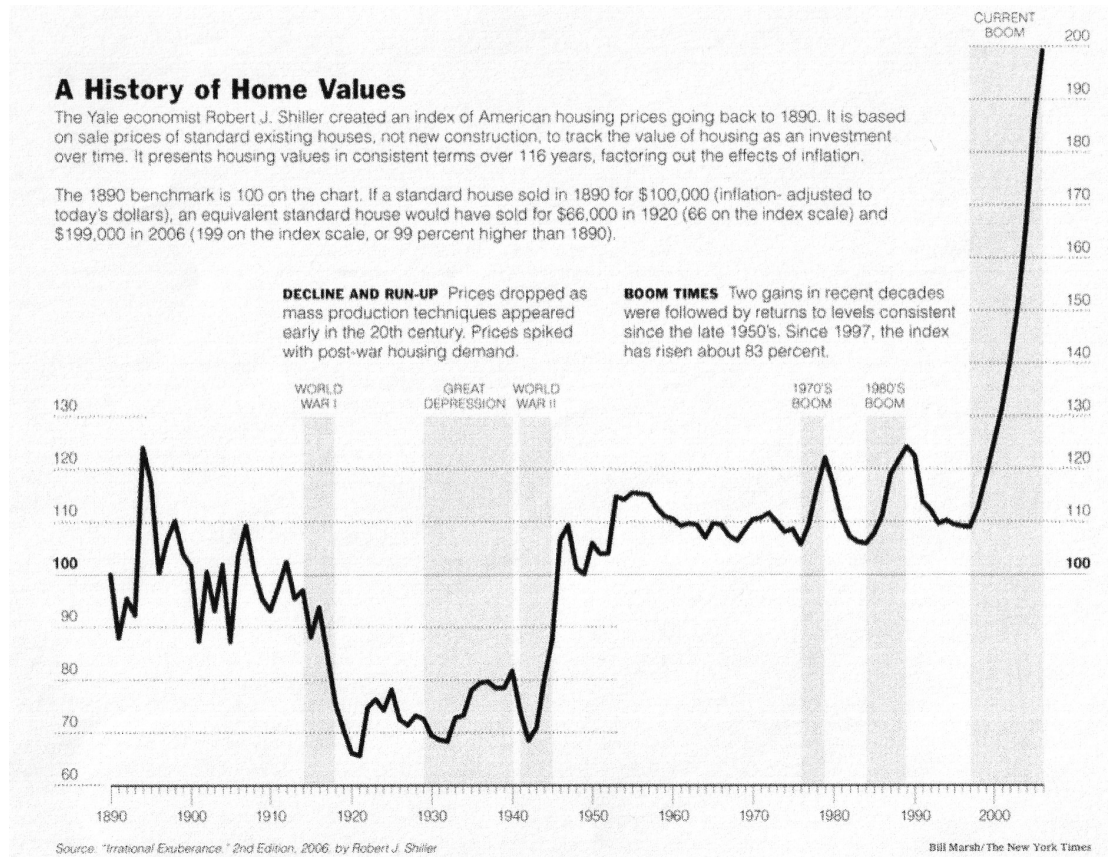 CURRENT
BOOM
A History of Home Values
The Yale economist Robert J. Shiller created an index of American housing prices going back to 1890. It is based
on sale prices of standard existing houses, not new construction, to track the value of housing as an investment
over time. It presents housing values in consistent terms over 116 years, factoring out the effects of inflation.
The 1890 benchmark is 100 on the chart. If a standard house sold in 1890 for $100,000 (inflation- adjusted to
today's dollars), an equivalent standard house would have sold for $66,000 in 1920 (66 on the index scale) and
$199,000 in 2006 (199 on the index scale, or 99 percent higher than 1890).
DECLINE AND RUN-UP Prices dropped as
mass production techniques appeared
early in the 20th century. Prices spiked
with post-war housing demand.
BOOM TIMES Two gains in recent decades
were followed by returns to levels consistent
since the late 1950's. Since 1997, the index
has risen about 83 percent.
WORLD
WAR I
GREAT
DEPRESSION
WORLD
WAR II
1970'S
BOOM
1980'S
BOOM
130
120
110
100
90
80
70
60
200
190
180
170
160
150
140
130
120
110
100
1890 1900 1910 1920 1930 1940 1950 1960 1970 1980 1990 2000
Source: "Irrational Exuberance," 2nd Edition, 2006, by Robert J. Shiller
Bill Marsh/The New York Times